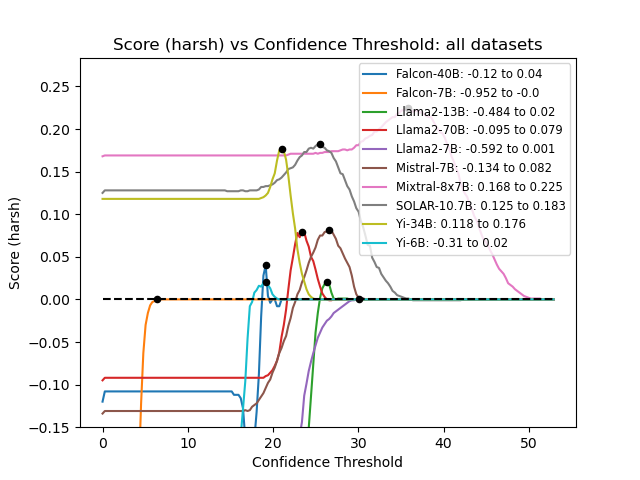 Score (harsh) vs Confidence Threshold: all datasets
Score (harsh)
0.25
0.20
0.15
0.10
0.05
0.00
−0.05
−0.10
−0.15
Falcon-40B: -0.12 to 0.04
Falcon-7B: -0.952 to -0.0
Llama2-13B: -0.484 to 0.02
Llama2-70B: -0.095 to 0.079
Llama2-7B: -0.592 to 0.001
Mistral-7B: -0.134 to 0.082
Mixtral-8x7B: 0.168 to 0.225
SOLAR-10.7B: 0.125 to 0.183
Yi-34B: 0.118 to 0.176
Yi-6B: -0.31 to 0.02
0 10 20 30 40 50
Confidence Threshold